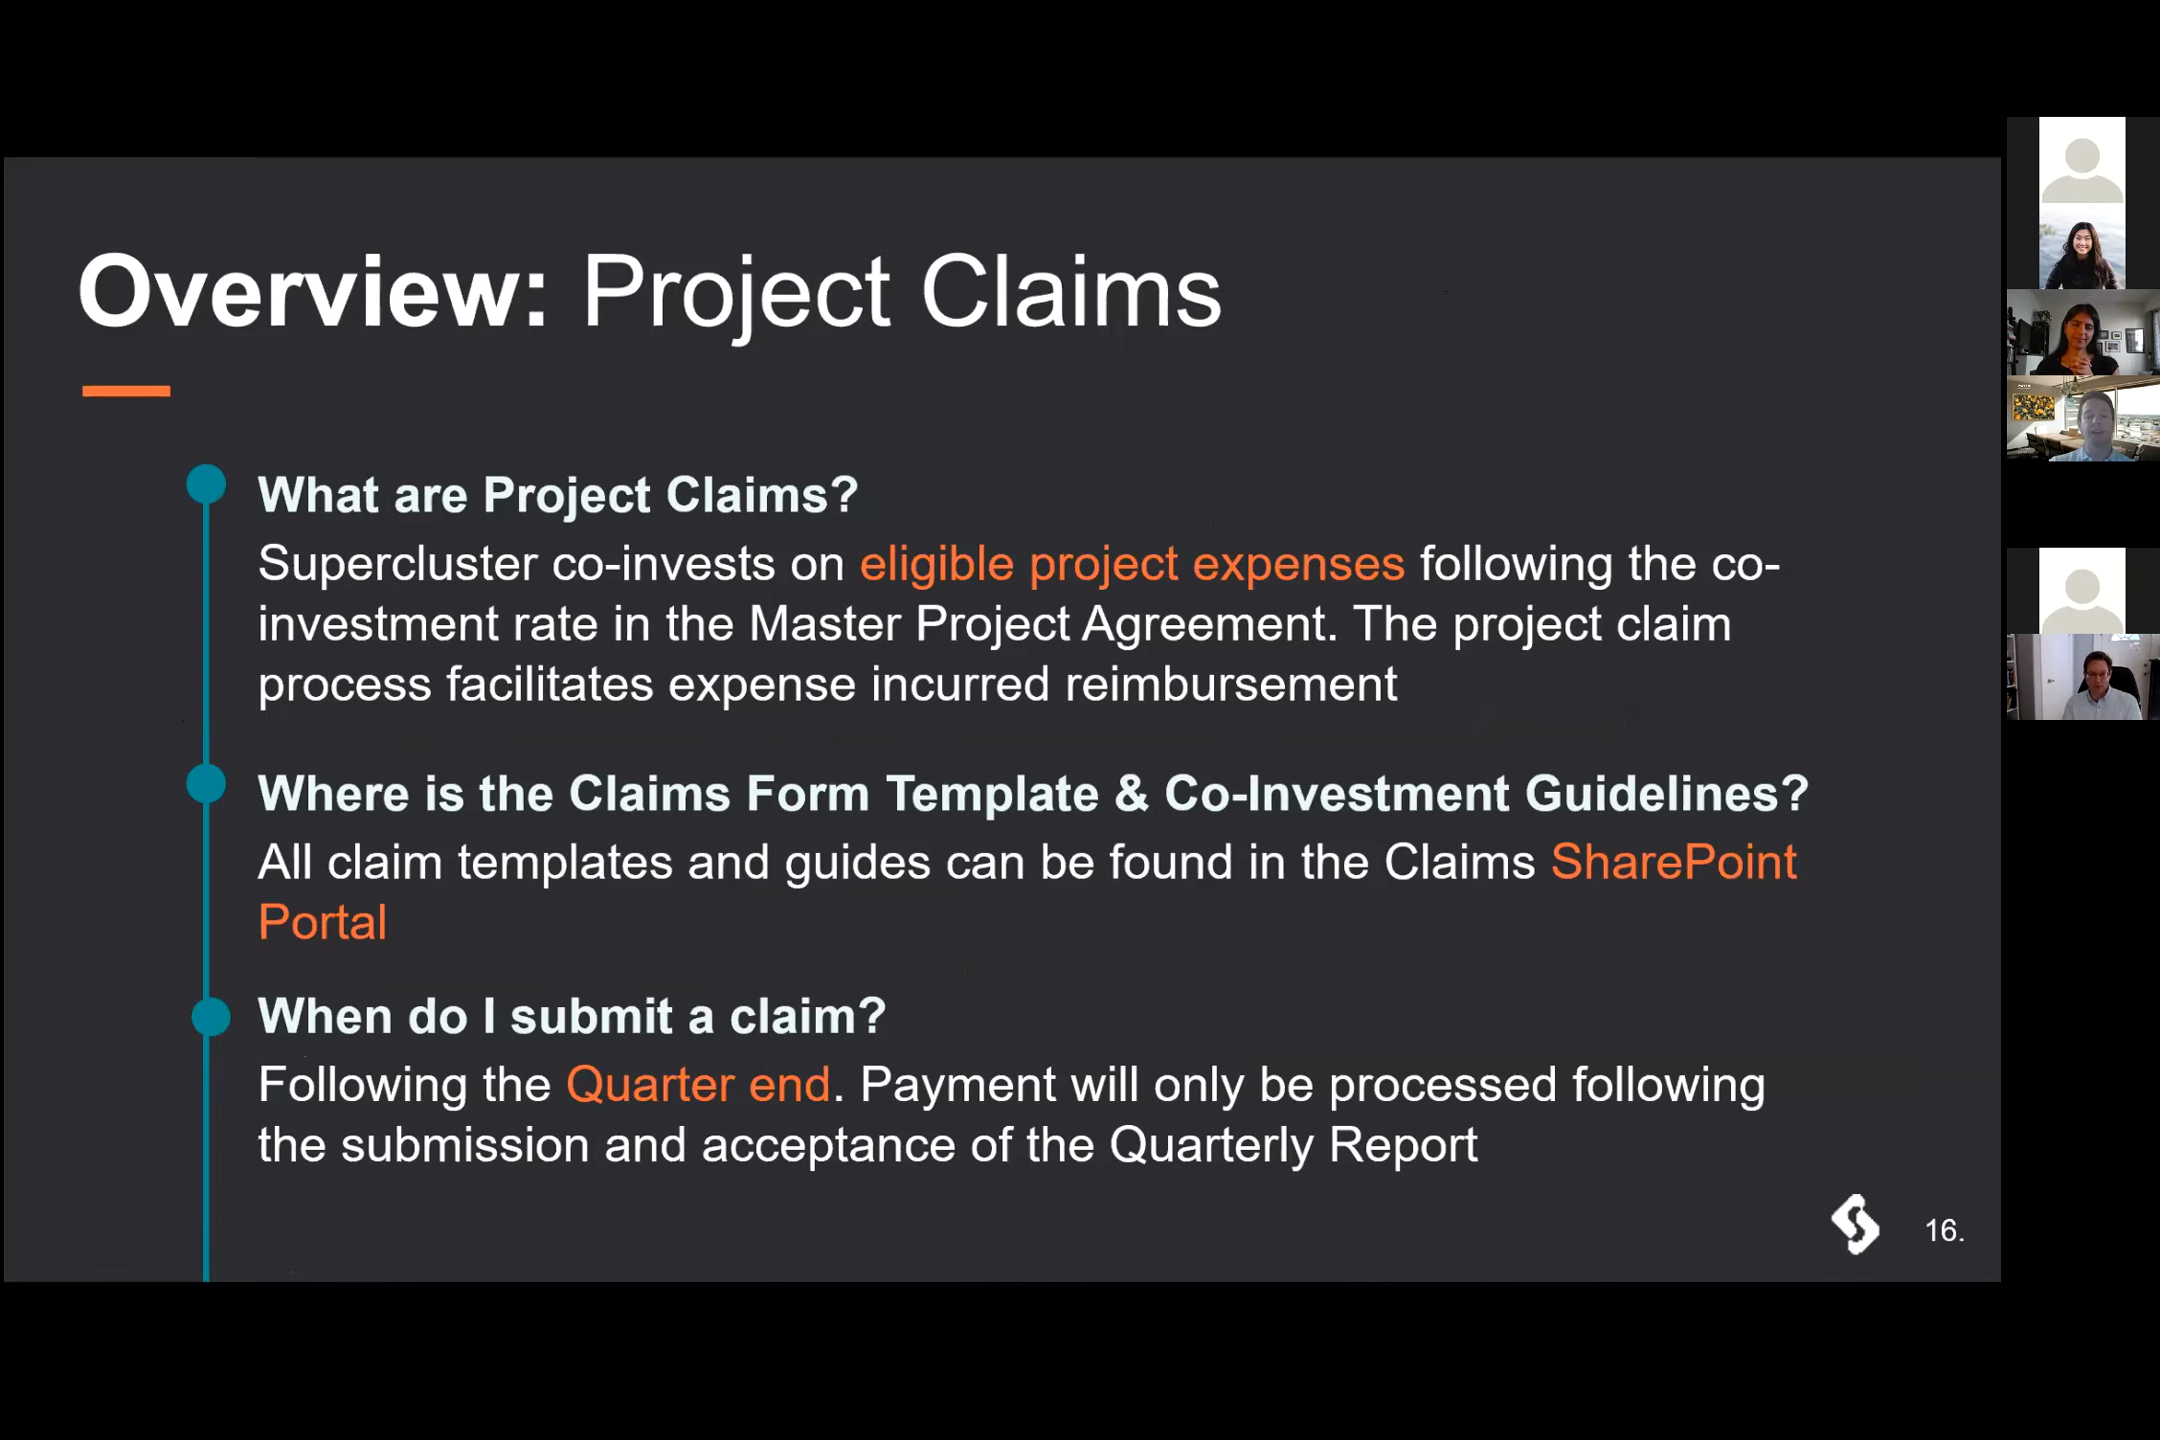 Overview: Project Claims
What are Project Claims?
Supercluster co-invests on eligible project expenses following the co-
investment rate in the Master Project Agreement. The project claim
process facilitates expense incurred reimbursement
Where is the Claims Form Template & Co-Investment Guidelines?
All claim templates and guides can be found in the Claims SharePoint
Portal
When do I submit a claim?
Following the Quarter end. Payment will only be processed following
the submission and acceptance of the Quarterly Report
16.